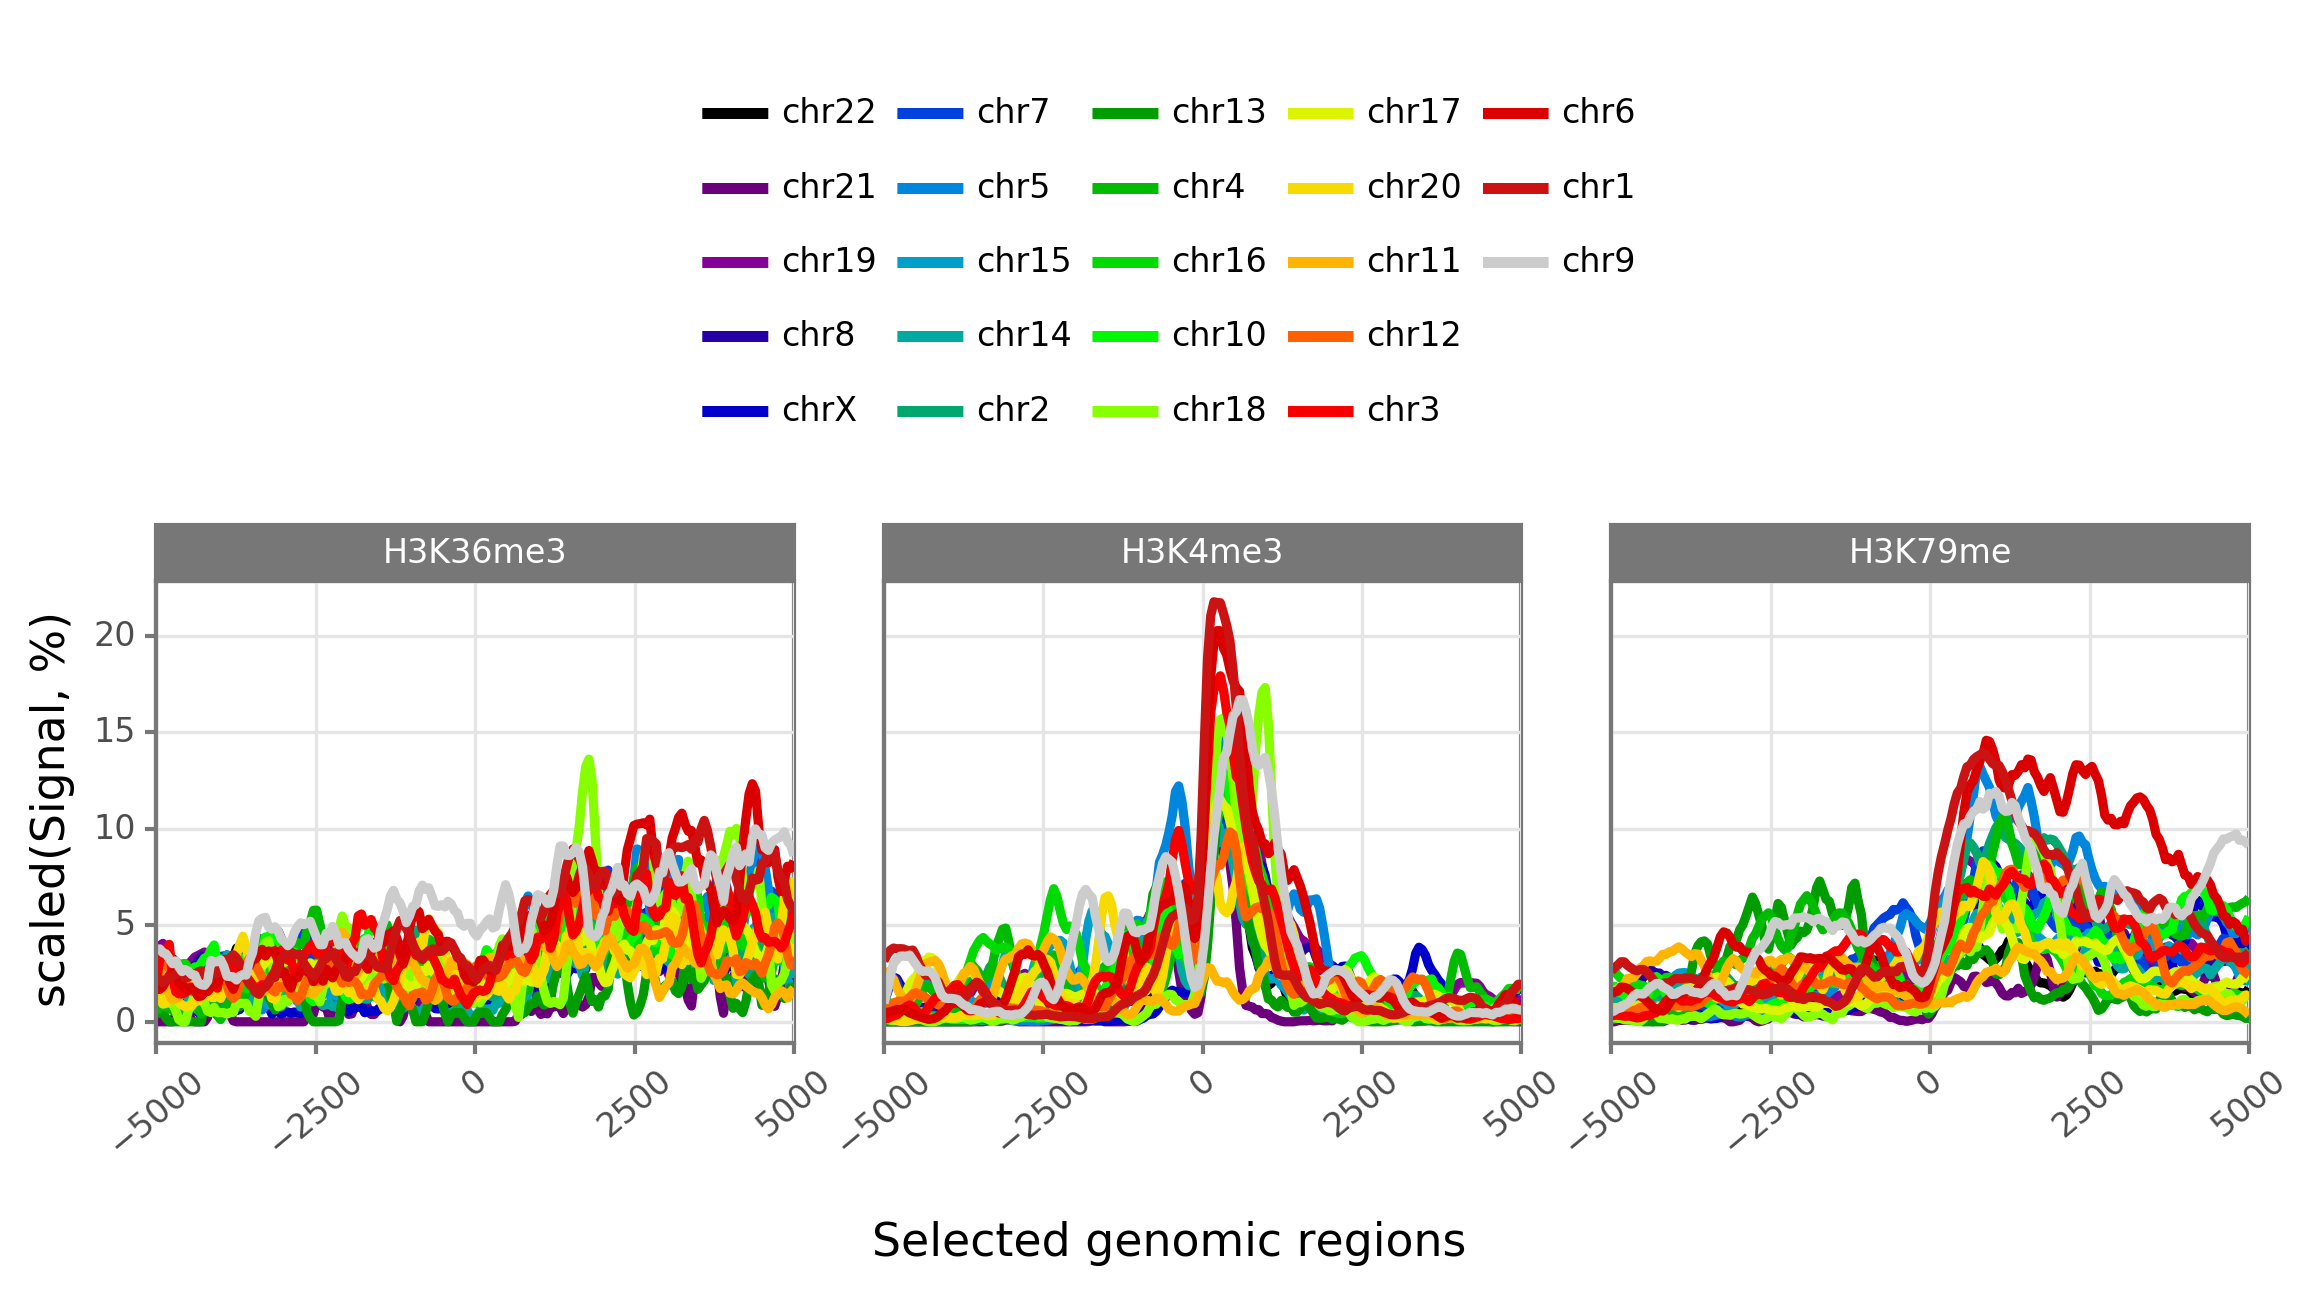 chr22 chr7 chr13 chr17 chr6
chr21 chr5 chr4 chr20 chr1
chr19 chr15 chr16 chr11 chr9
chr8 chr14 chr10 chr12
chrX chr2 chr18 chr3
H3K36me3 H3K4me3 H3K79me
scaled(Signal, %)
20
15
10
5
0
−5000 −2500 0 2500 5000 −5000 −2500 0 2500 5000 −5000 −2500 0 2500 5000
Selected genomic regions